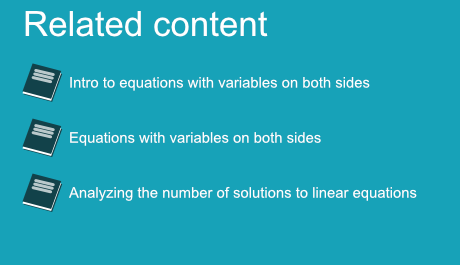 Related content
Intro to equations with variables on both sides
Equations with variables on both sides
Analyzing the number of solutions to linear equations